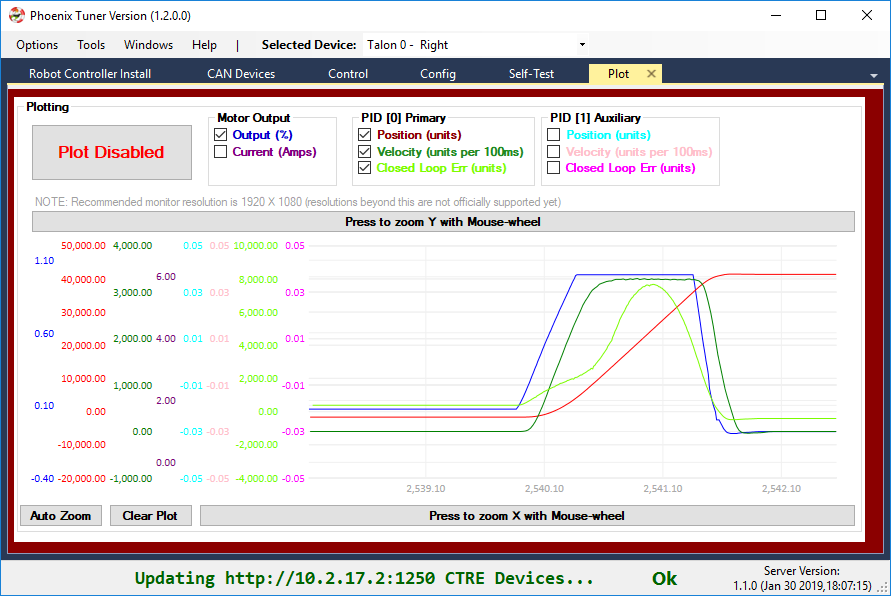 Phoenix Tuner Version (1.2.0.0)
Options Tools Windows Help | Selected Device: Talon 0 - Right
Robot Controller Install CAN Devices Control Config Self-Test Plot
Plotting
Plot Disabled
Motor Output
Output (%)
Current (Amps)
PID [0] Primary
Position (units)
Velocity (units per 100ms)
Closed Loop Err (units)
PID [1] Auxiliary
Position (units)
Velocity (units per 100ms)
Closed Loop Err (units)
NOTE: Recommended monitor resolution is 1920 X 1080 (resolutions beyond this are not officially supported yet)
Press to zoom Y with Mouse-wheel
50,000.00 4,000.00 0.05 0.05 10,000.00 0.05
1.10
6.00
40,000.00 3,000.00 0.03 0.03 8,000.00 0.03
30,000.00 6,000.00
0.60
20,000.00 2,000.00 4.00 0.01 0.01 4,000.00 0.01
10,000.00 1,000.00 -0.01 -0.01 2,000.00 -0.01
0.10 2.00
0.00 0.00
0.00 -0.03 -0.03 -0.03
-10,000.00 -2,000.00
0.00
-0.40 -20,000.00 -1,000.00 -0.05 -0.05 -4,000.00 -0.05
2,539.10 2,540.10 2,541.10 2,542.10
Auto Zoom Clear Plot Press to zoom X with Mouse-wheel
Updating http://10.2.17.2:1250 CTRE Devices... Ok
Server Version:
1.1.0 (Jan 30 2019,18:07:15)